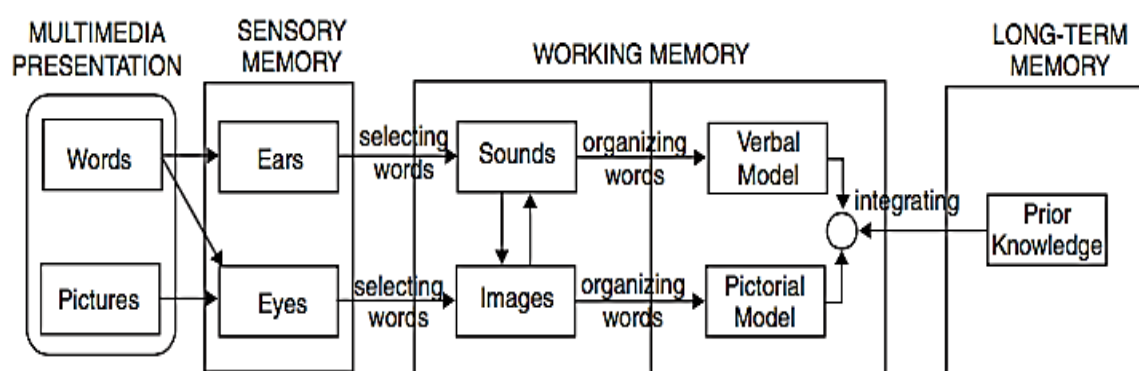 MULTIMEDIA
PRESENTATION
SENSORY
MEMORY
WORKING MEMORY
LONG-TERM
MEMORY
Words
Ears
selecting
words
Sounds
organizing
words
Verbal
Model
integrating
Prior
Knowledge
Pictures
Eyes
selecting
words
Images
organizing
words
Pictorial
Model